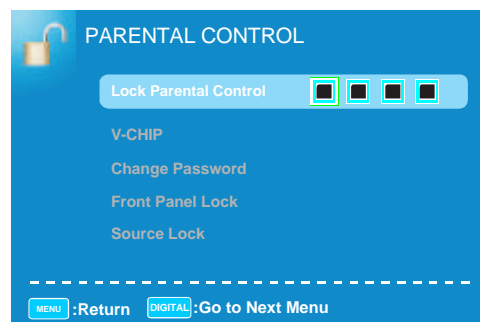 PARENTAL CONTROL
Lock Parental Control
V-CHIP
Change Password
Front Panel Lock
Source Lock
MENU :Return DIGITAL :Go to Next Menu